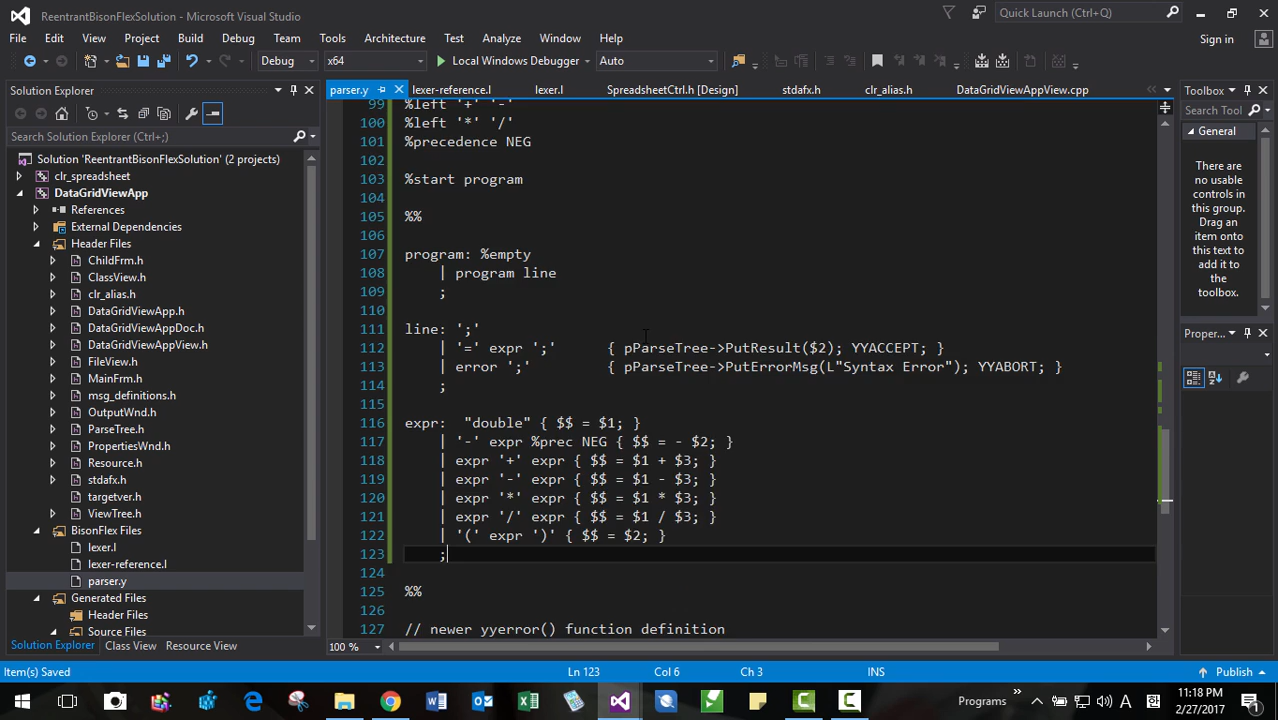 ReentrantBisonFlexSolution - Microsoft Visual Studio
Quick Launch (Ctrl+Q)
File Edit View Project Build Debug Team Tools Architecture Test Analyze Window Help
Sign in
Debug x64 Local Windows Debugger Auto
Solution Explorer
Search Solution Explorer (Ctrl+;)
Solution 'ReentrantBisonFlexSolution' (2 projects)
clr_spreadsheet
DataGridViewApp
References
External Dependencies
Header Files
ChildFrm.h
ClassView.h
clr_alias.h
DataGridViewApp.h
DataGridViewAppDoc.h
DataGridViewAppView.h
FileView.h
MainFrm.h
msg_definitions.h
OutputWnd.h
ParseTree.h
PropertiesWnd.h
Resource.h
stdafx.h
targetver.h
ViewTree.h
BisonFlex Files
lexer.l
lexer-reference.l
parser.y
Generated Files
Header Files
Source Files
Solution Explorer Class View Resource View
parser.y lexer-reference.l lexer.l SpreadsheetCtrl.h [Design] stdafx.h clr_alias.h DataGridViewAppView.cpp
99 %left '+' '-'
100 %left '*' '/'
101 %precedence NEG
102
103 %start program
104
105 %%
106
107 program: %empty
108 | program line
109 ;
110
111 line: ';'
112 | '=' expr ';' { pParseTree->PutResult($2); YYACCEPT; }
113 | error ';' { pParseTree->PutErrorMsg(L"Syntax Error"); YYABORT; }
114 ;
115
116 expr: "double" { $$ = $1; }
117 | '-' expr %prec NEG { $$ = - $2; }
118 | expr '+' expr { $$ = $1 + $3; }
119 | expr '-' expr { $$ = $1 - $3; }
120 | expr '*' expr { $$ = $1 * $3; }
121 | expr '/' expr { $$ = $1 / $3; }
122 | '(' expr ')' { $$ = $2; }
123 ;
124
125 %%
126
127 // newer yyerror() function definition
100 %
Toolbox
Search Tool
General
There are
no usable
controls in
this group.
Drag an
item onto
this text to
add it to
the
toolbox.
Proper...
Item(s) Saved Ln 123 Col 6 Ch 3 INS Publish
Programs A 한 11:18 PM
2/27/2017